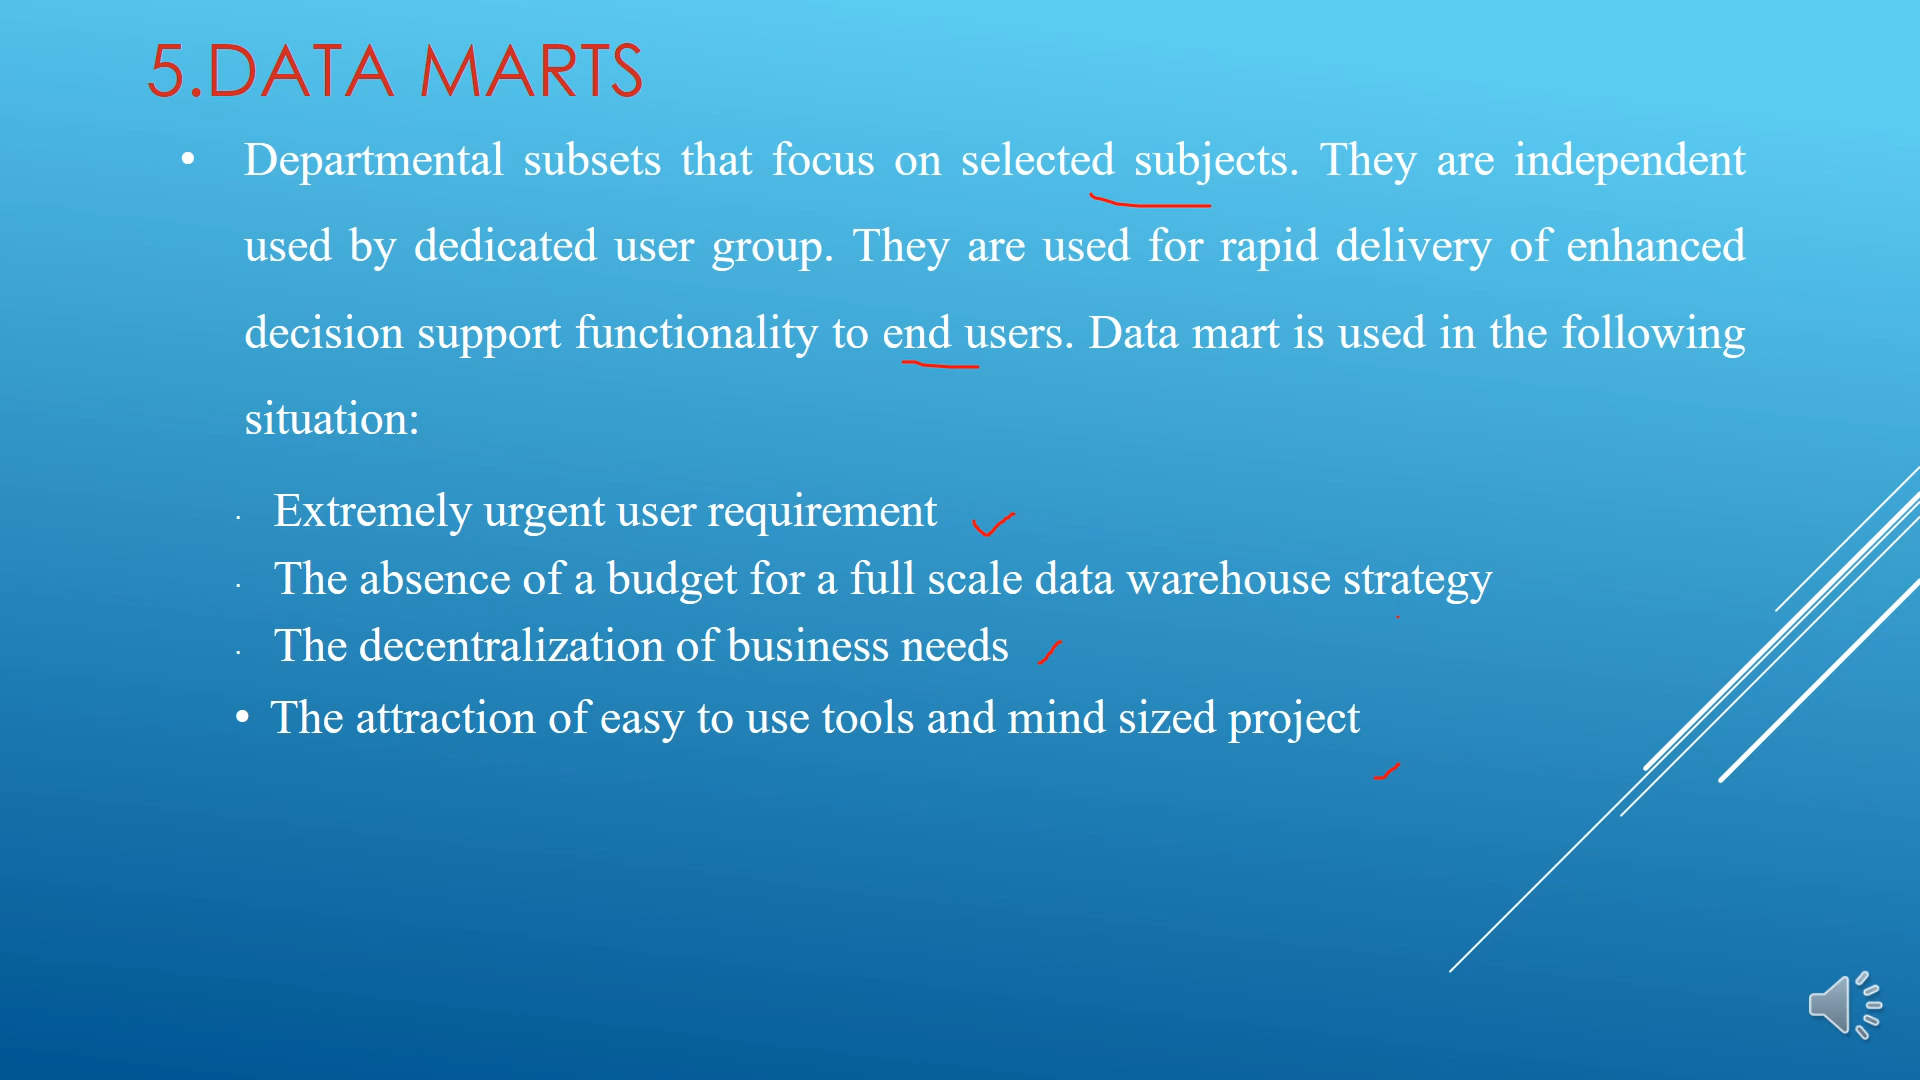 5.DATA MARTS
• Departmental subsets that focus on selected subjects. They are independent
used by dedicated user group. They are used for rapid delivery of enhanced
decision support functionality to end users. Data mart is used in the following
situation:
· Extremely urgent user requirement
· The absence of a budget for a full scale data warehouse strategy
· The decentralization of business needs
• The attraction of easy to use tools and mind sized project